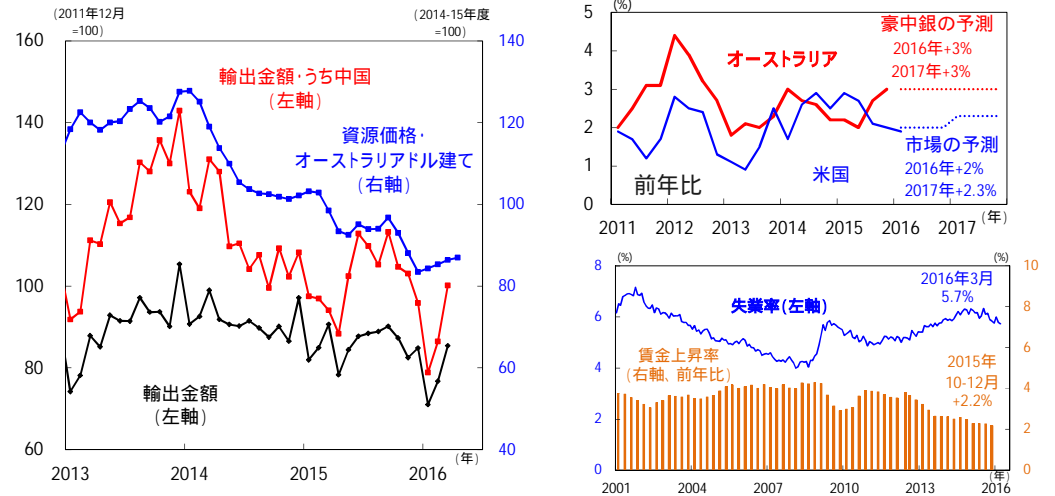 (2011年12月
=100)
(2014-15年度
=100)
160
140
120
100
80
60
140
120
100
80
60
40
輸出金額・うち中国
(左軸)
資源価格・
オーストラリアドル建て
(右軸)
輸出金額
(左軸)
2013
2014
2015
2016
(年)
(%)
5
4
3
2
1
0
オーストラリア
豪中銀の予測
2016年+3%
2017年+3%
市場の予測
2016年+2%
2017年+2.3%
米国
前年比
2011
2012
2013
2014
2015
2016
2017
(年)
(%)
(%)
8
6
4
2
0
10
8
6
4
2
0
失業率(左軸)
2016年3月
5.7%
賃金上昇率
(右軸、前年比)
2015年
10-12月
+2.2%
2001
2004
2007
2010
2013
2016
(年)